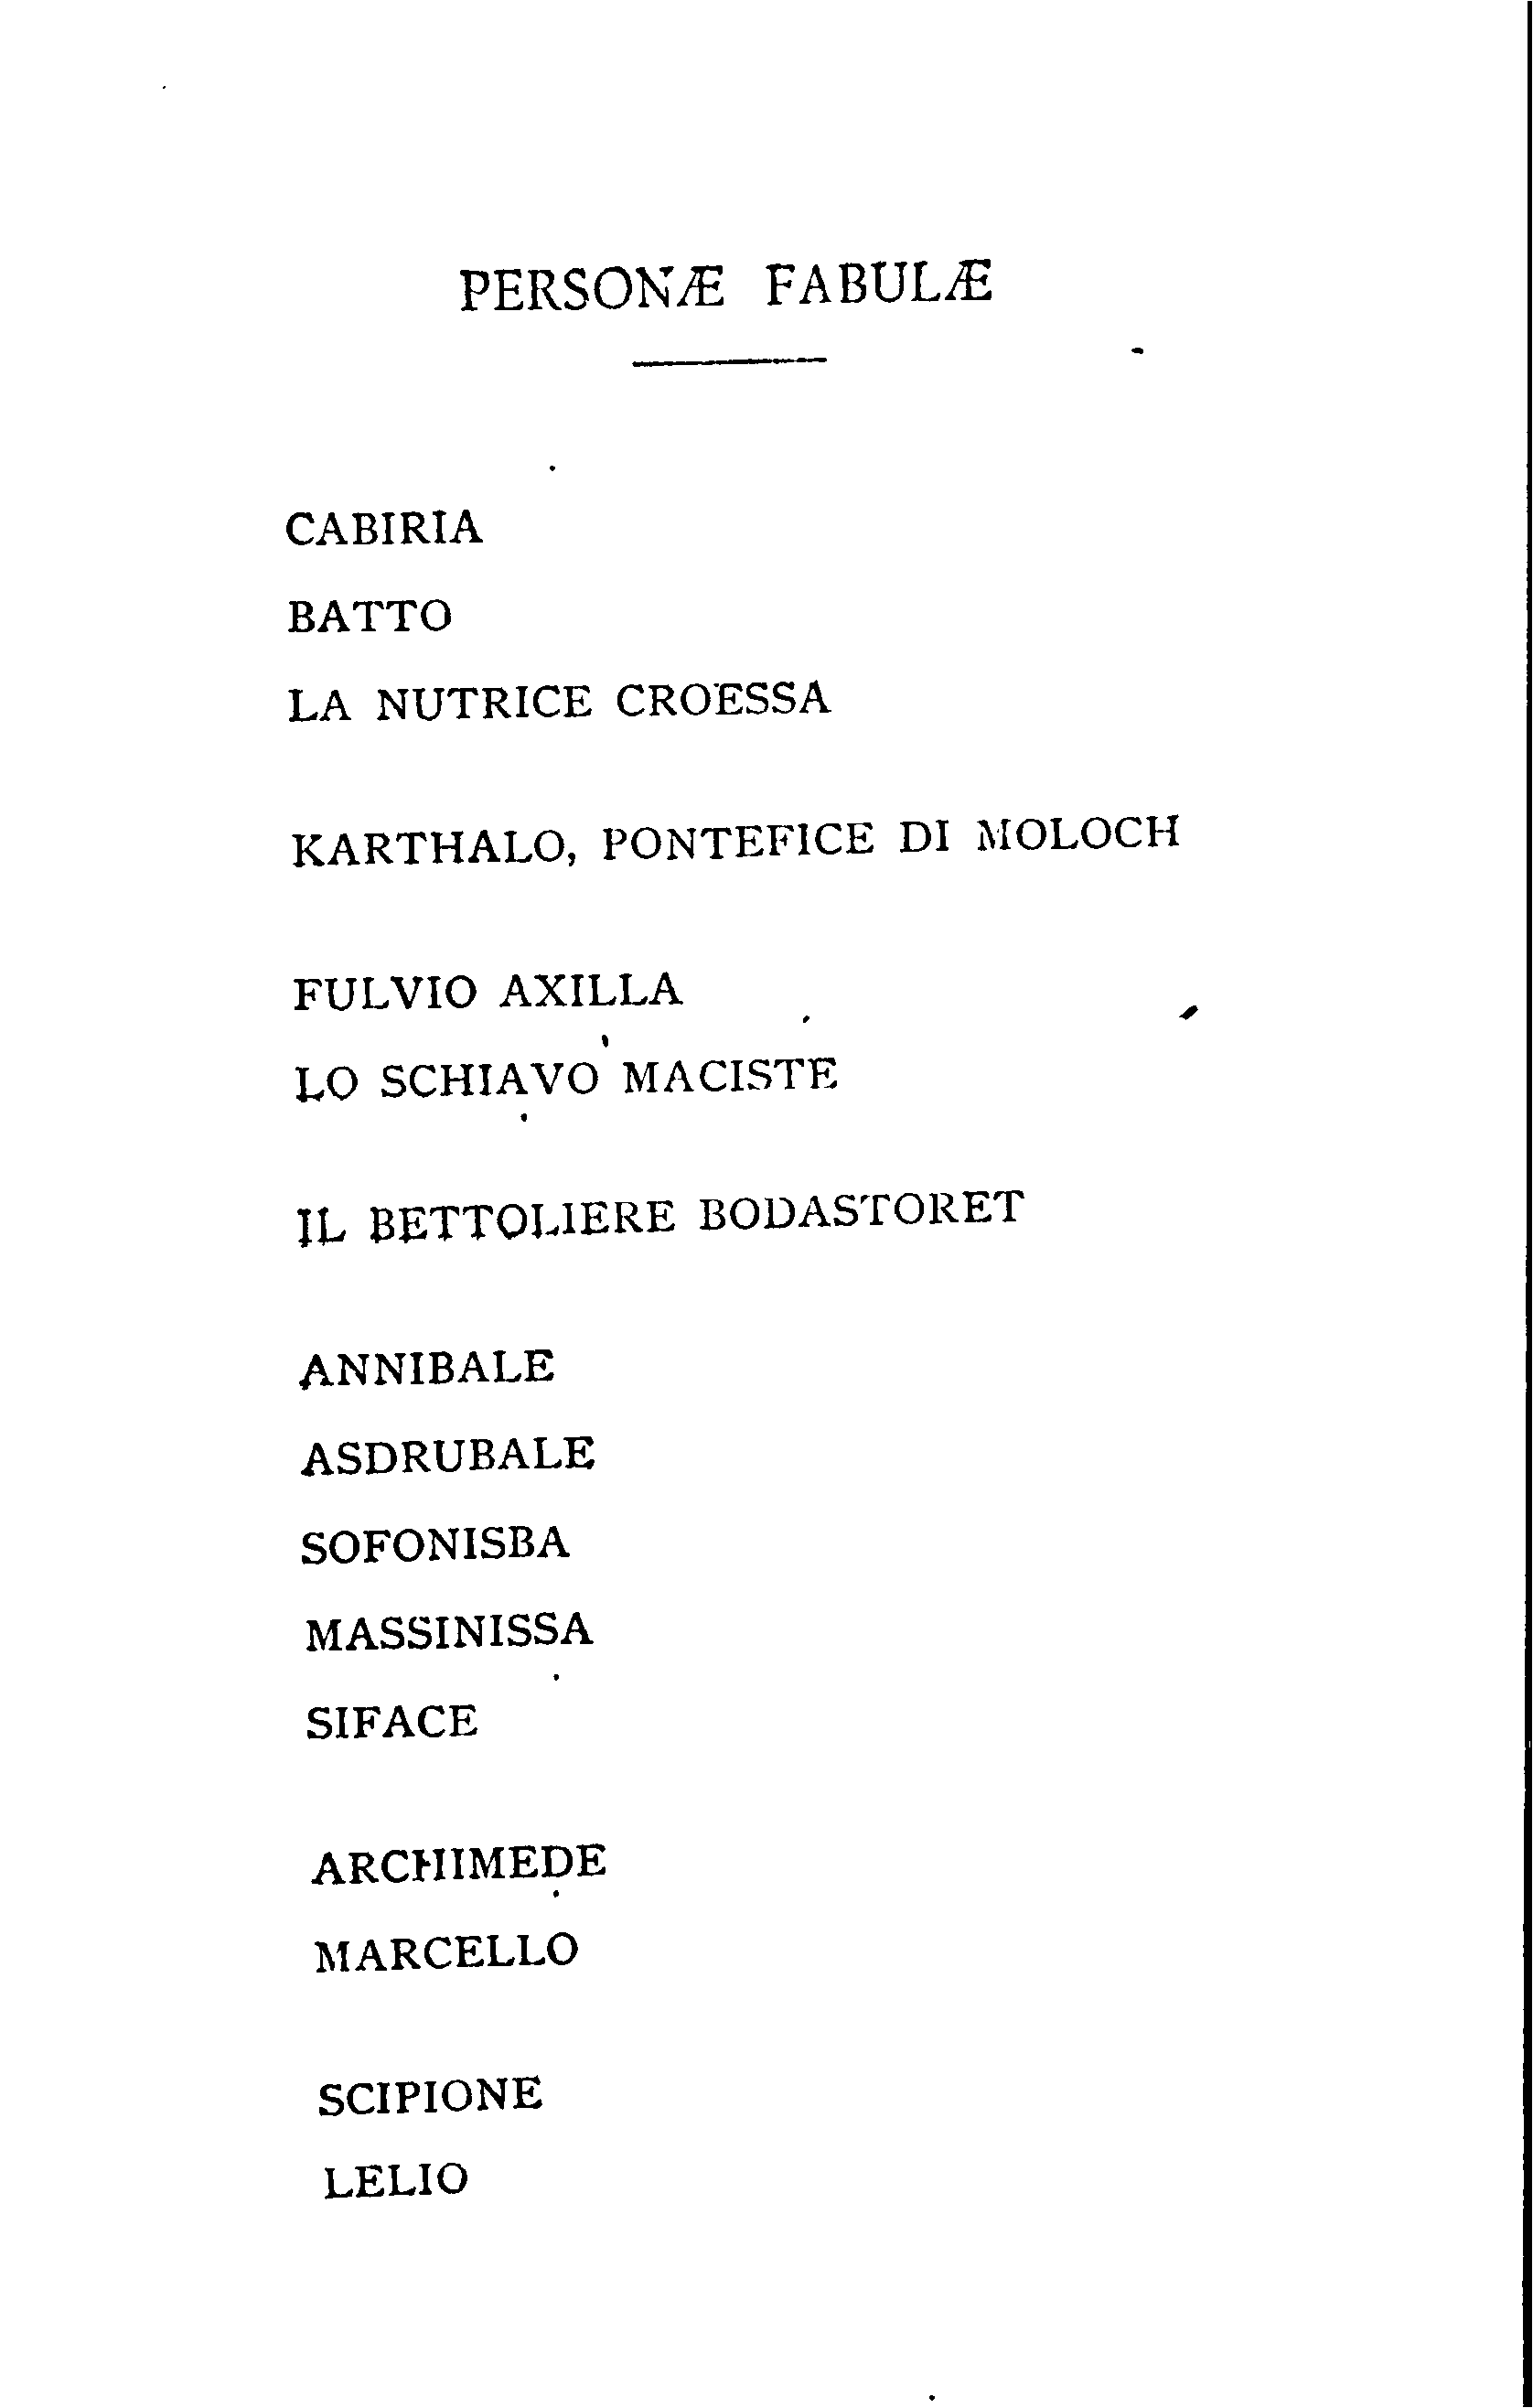 PERSONÆ FABULÆ
CABIRIA
BATTO
LA NUTRICE CROESSA
KARTHALO, PONTEFICE DI MOLOCH
FULVIO AXILLA
LO SCHIAVO MACISTE
IL BETTOLIERE BODASTORET
ANNIBALE
ASDRUBALE
SOFONISBA
MASSINISSA
SIFACE
ARCHIMEDE
MARCELLO
SCIPIONE
LELIO